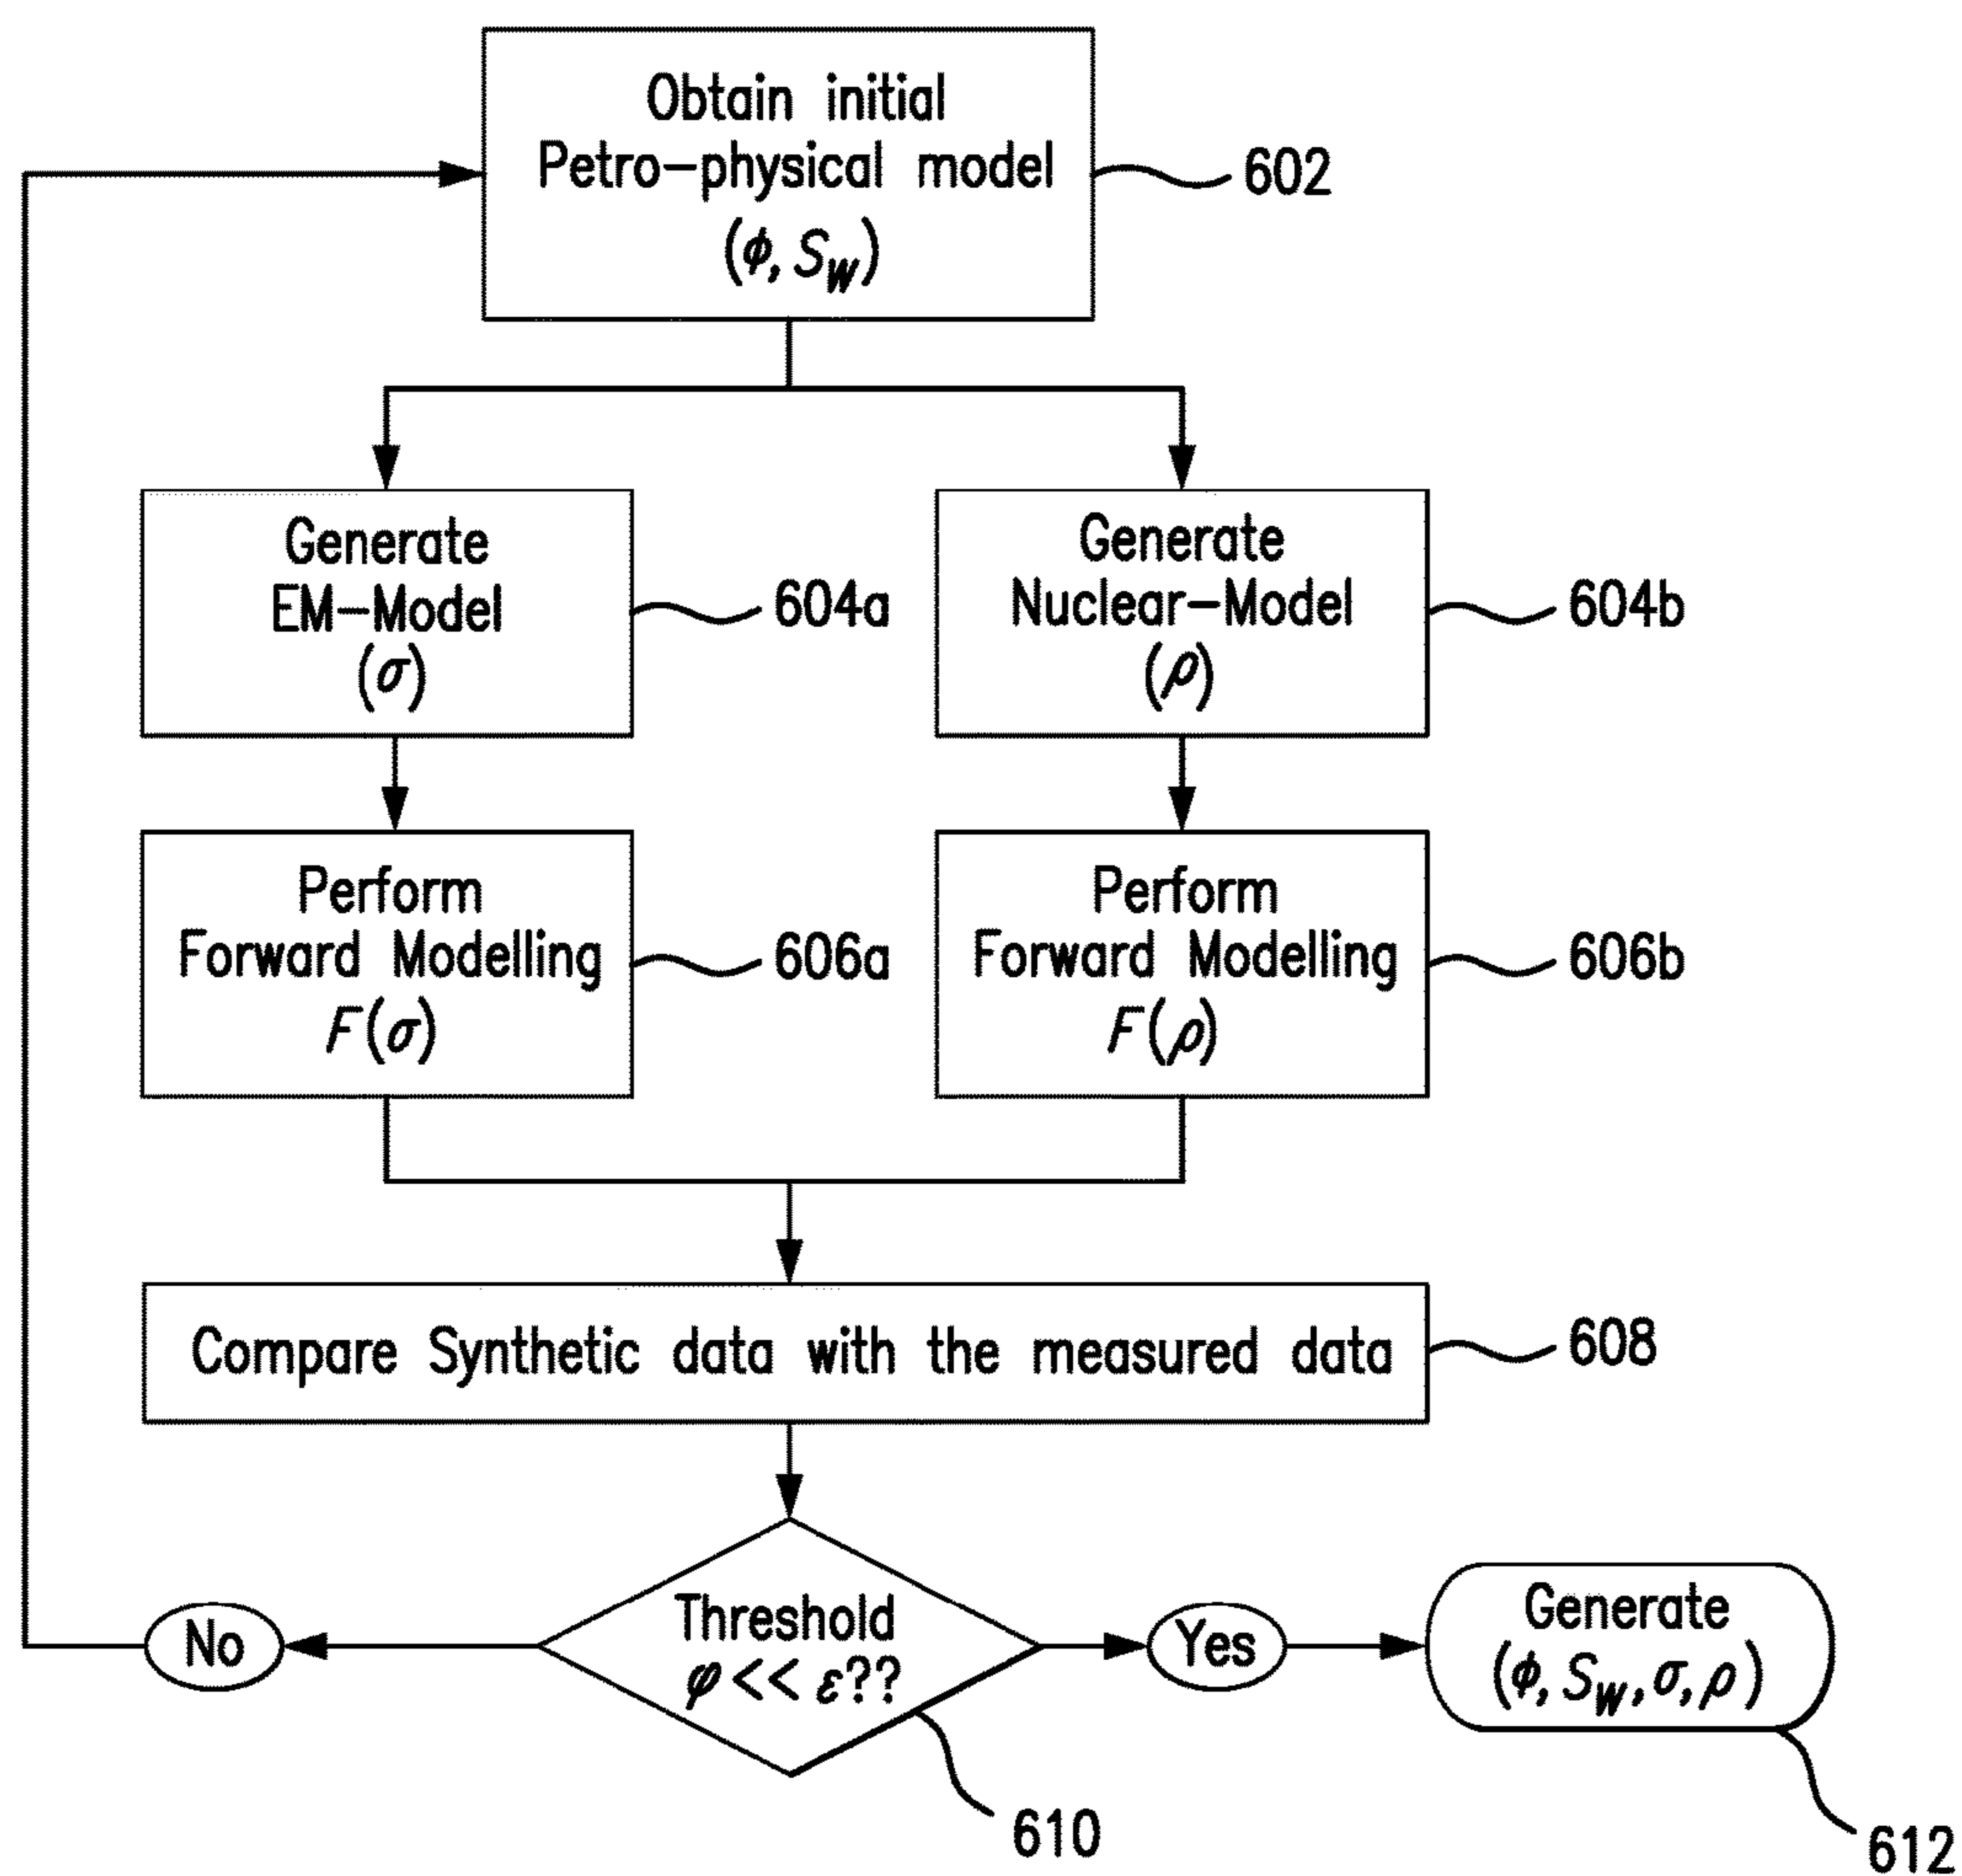 Obtain initial
Petro-physical model
(ϕ, S_W)
602
Generate
EM-Model
(σ)
604a
Generate
Nuclear-Model
(ρ)
604b
Perform
Forward Modelling
F(σ)
606a
Perform
Forward Modelling
F(ρ)
606b
Compare Synthetic data with the measured data
608
No
Threshold
φ << ε??
610
Yes
Generate
(ϕ, S_W, σ, ρ)
612